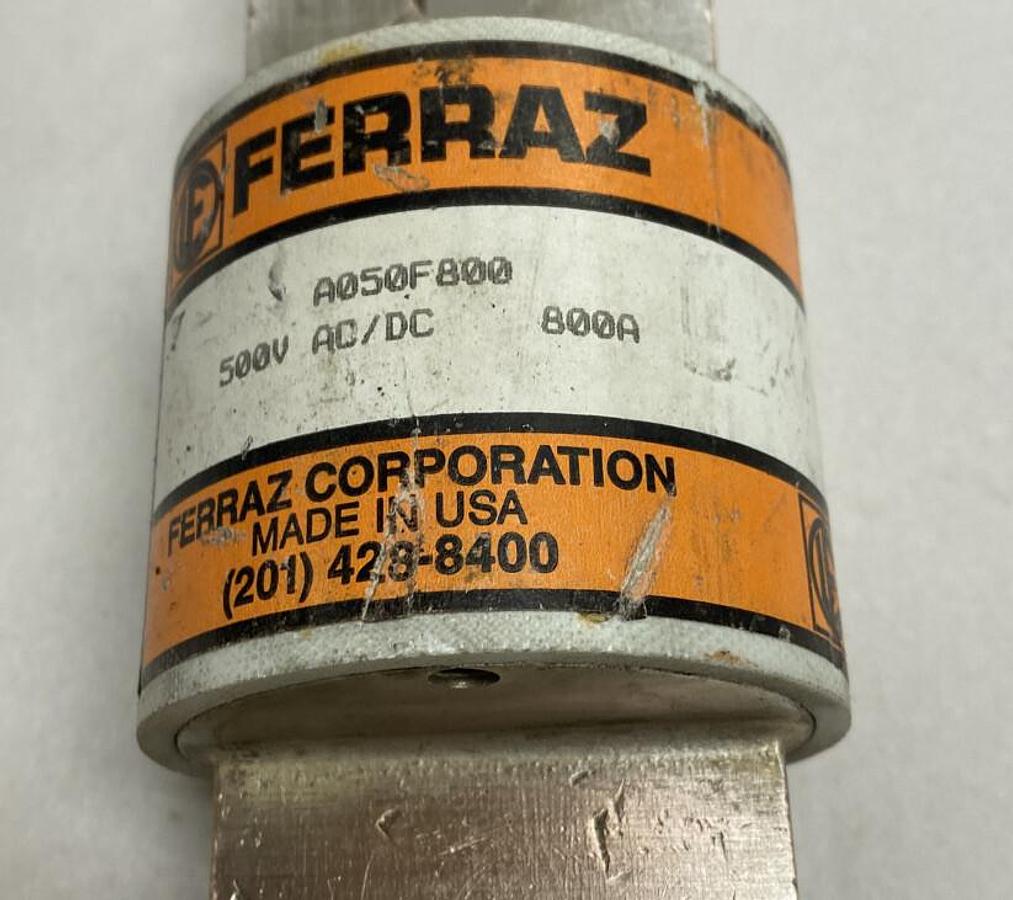 FERRAZ
A050F800
500V AC/DC 800A
FERRAZ CORPORATION
MADE IN USA
(201) 428-8400